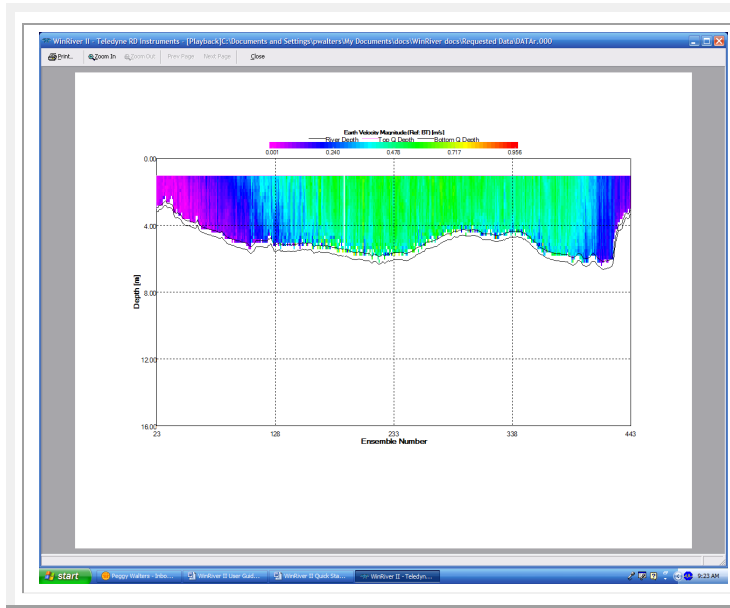 WinRiver II - Teledyne RD Instruments - [Playback]C:\Documents and Settings\pwalters\My Documents\docs\WinRiver docs\Requested Data\DATAr.000
Print... Zoom In Zoom Out Prev Page Next Page Close
Earth Velocity Magnitude (Ref: BT) [m/s]
River Depth Top Q Depth Bottom Q Depth
0.001 0.240 0.478 0.717 0.956
0.00
4.00
8.00
12.00
16.00
Depth [m]
23 128 233 338 443
Ensemble Number
start Peggy Walters - Inbo... WinRiver II User Guid... WinRiver II Quick Sta... WinRiver II - Teledyn... 9:23 AM